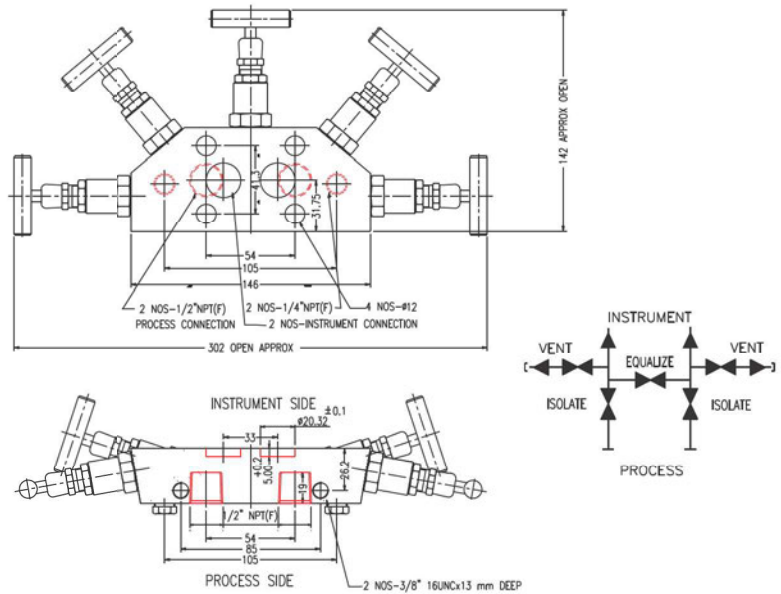 142 APPROX OPEN
41.3
31.75
54
105
146
2 NOS-1/2"NPT(F)
PROCESS CONNECTION
2 NOS-1/4"NPT(F)
2 NOS-INSTRUMENT CONNECTION
4 NOS-ø12
302 OPEN APPROX
INSTRUMENT
VENT
EQUALIZE
VENT
ISOLATE
ISOLATE
PROCESS
INSTRUMENT SIDE
ø20.32 ±0.1
33
+0.2
5.00
26.2
19
1/2" NPT(F)
54
85
105
PROCESS SIDE
2 NOS-3/8" 16UNCx13 mm DEEP